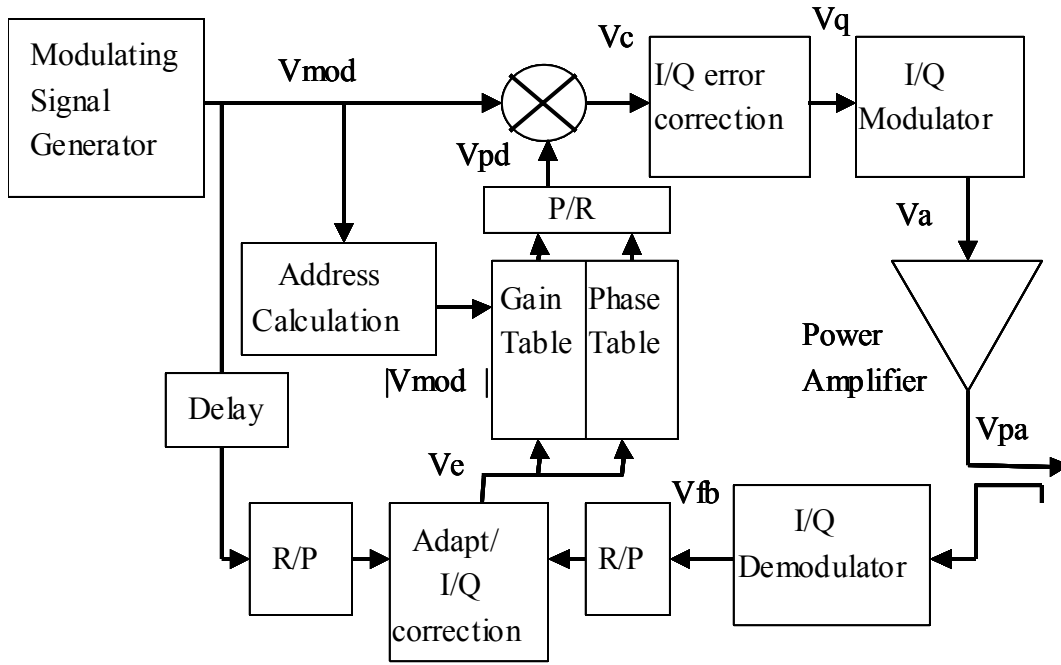 Modulating
Signal
Generator
Vmod
Vc
I/Q error
correction
Vq
I/Q
Modulator
Vpd
P/R
Va
Address
Calculation
Gain
Table
Phase
Table
Power
Amplifier
|Vmod |
Delay
Vpa
Ve
Vfb
R/P
Adapt/
I/Q
correction
R/P
I/Q
Demodulator